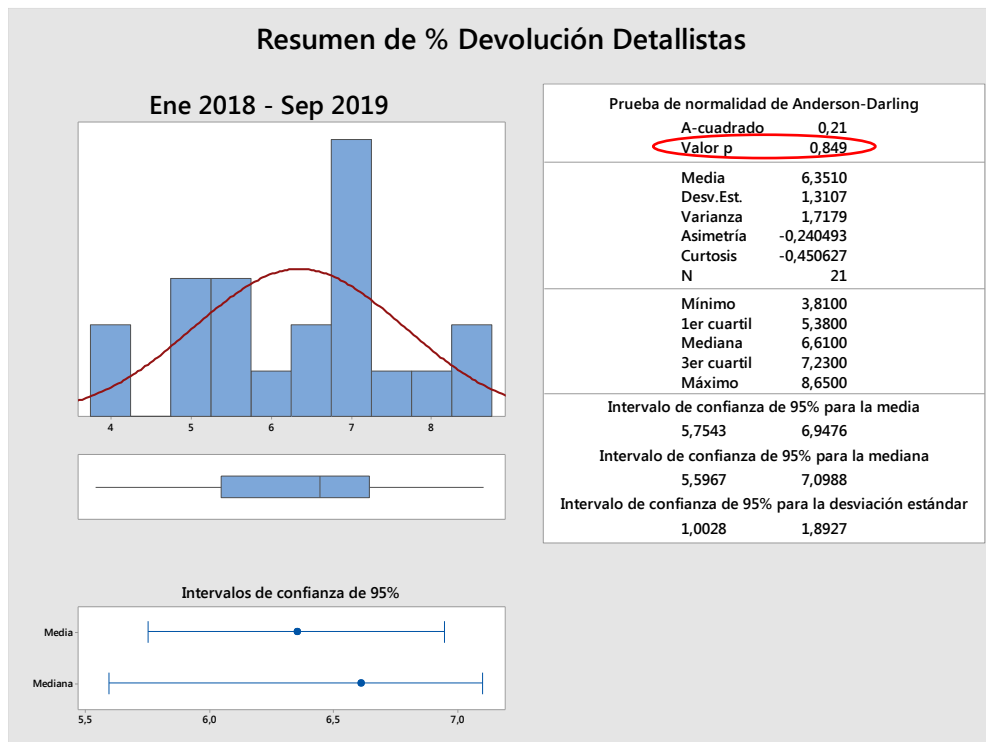 Resumen de % Devolución Detallistas
Ene 2018 - Sep 2019
4 5 6 7 8
Prueba de normalidad de Anderson-Darling
A-cuadrado 0,21
Valor p 0,849
Media 6,3510
Desv.Est. 1,3107
Varianza 1,7179
Asimetría -0,240493
Curtosis -0,450627
N 21
Mínimo 3,8100
1er cuartil 5,3800
Mediana 6,6100
3er cuartil 7,2300
Máximo 8,6500
Intervalo de confianza de 95% para la media
5,7543 6,9476
Intervalo de confianza de 95% para la mediana
5,5967 7,0988
Intervalo de confianza de 95% para la desviación estándar
1,0028 1,8927
Intervalos de confianza de 95%
Media
Mediana
5,5 6,0 6,5 7,0